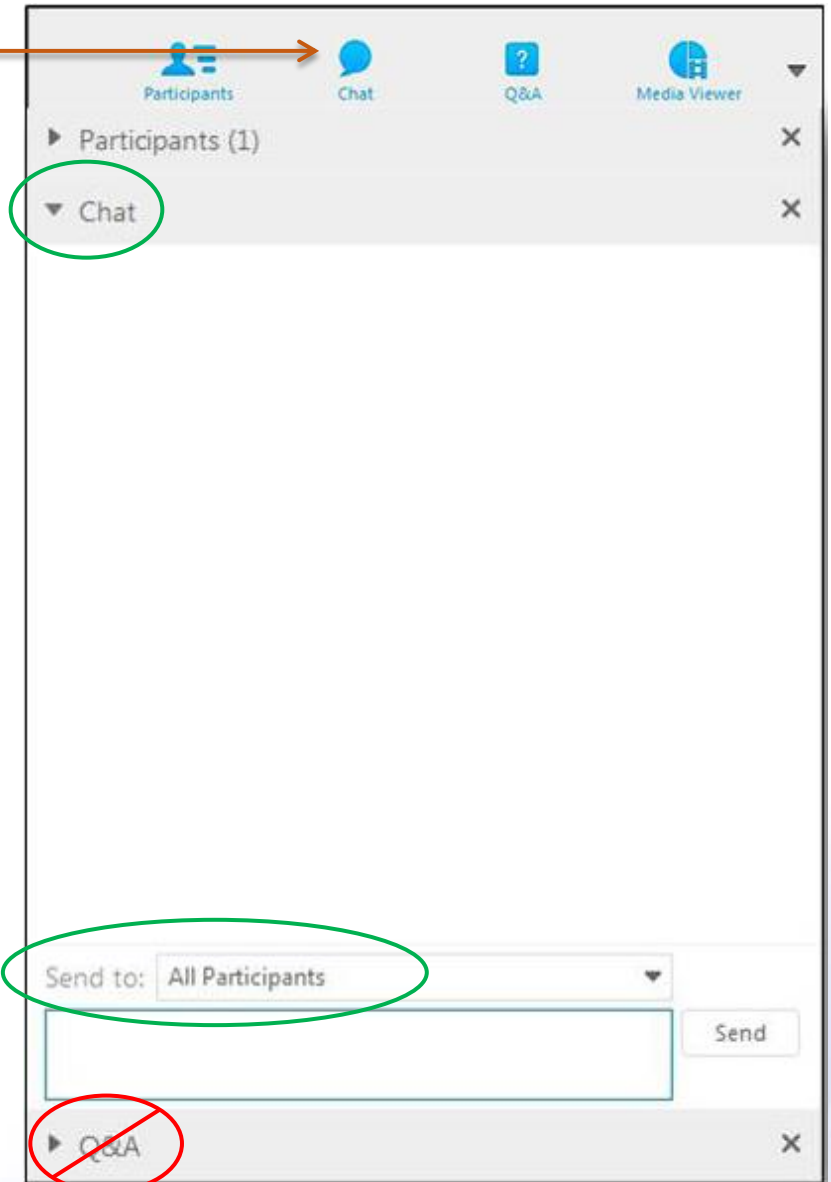 Participants Chat Q&A Media Viewer
Participants (1)
Chat
Send to: All Participants
Send
Q&A